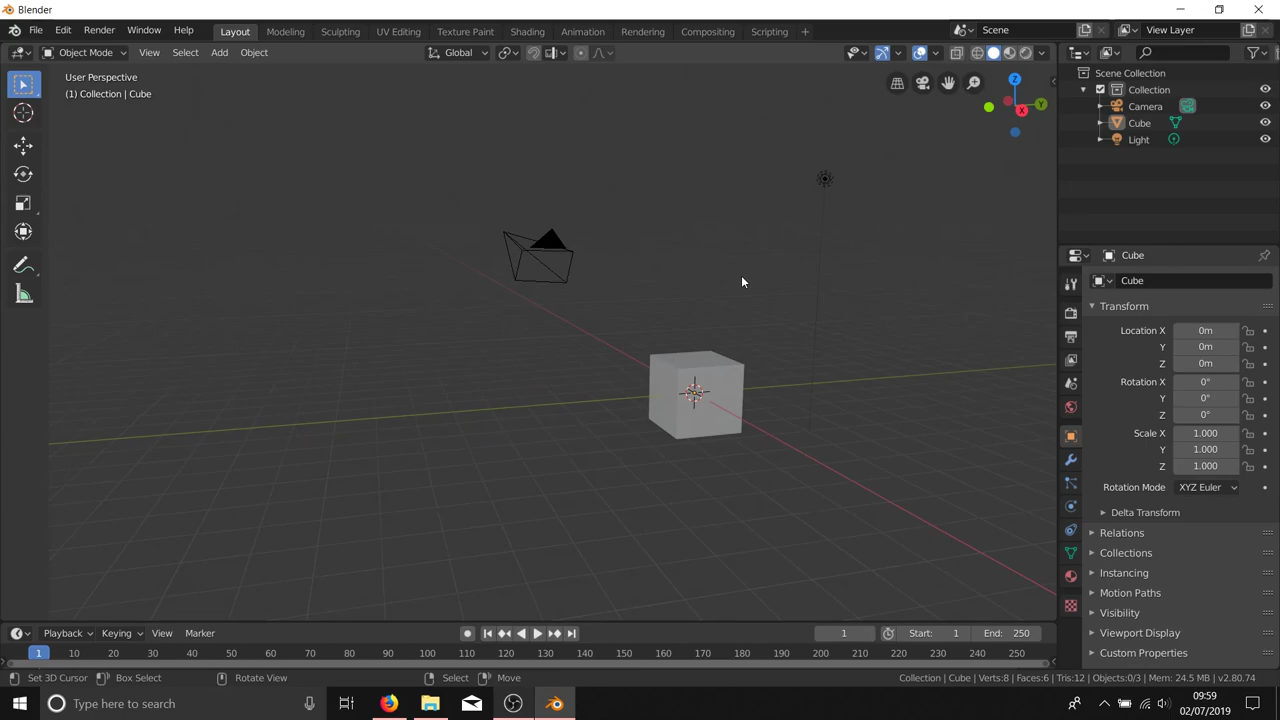 Blender
File Edit Render Window Help Layout Modeling Sculpting UV Editing Texture Paint Shading Animation Rendering Compositing Scripting + Scene View Layer
Object Mode View Select Add Object Global
User Perspective
(1) Collection | Cube
Z
Y
X
Scene Collection
Collection
Camera
Cube
Light
Cube
Cube
Transform
Location X 0m
Y 0m
Z 0m
Rotation X 0°
Y 0°
Z 0°
Scale X 1.000
Y 1.000
Z 1.000
Rotation Mode XYZ Euler
Delta Transform
Relations
Collections
Instancing
Motion Paths
Visibility
Viewport Display
Custom Properties
Playback Keying View Marker 1 Start: 1 End: 250
1 10 20 30 40 50 60 70 80 90 100 110 120 130 140 150 160 170 180 190 200 210 220 230 240 250
Set 3D Cursor Box Select Rotate View Select Move Collection | Cube | Verts:8 | Faces:6 | Tris:12 | Objects:0/3 | Mem: 24.5 MB | v2.80.74
Type here to search
09:59
02/07/2019